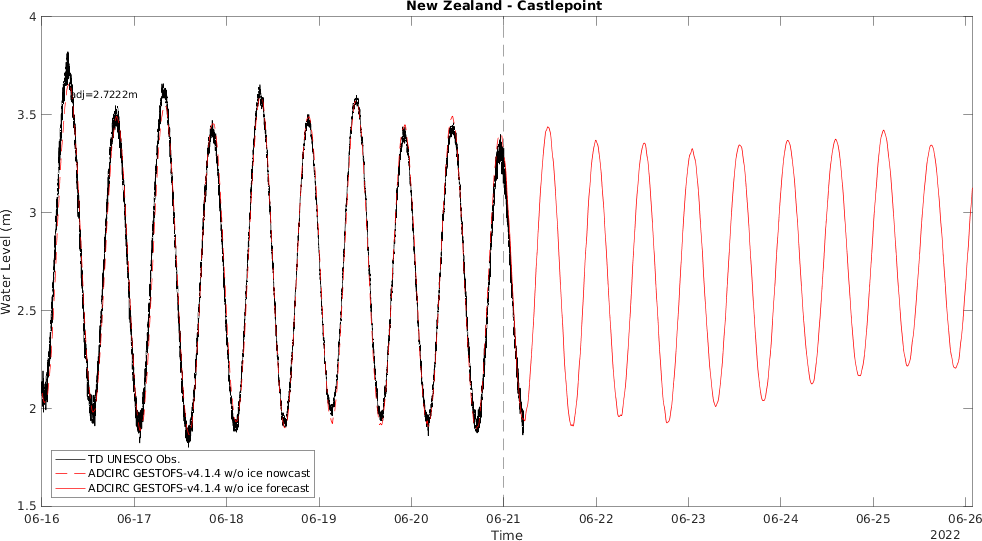 New Zealand - Castlepoint
4
3.5
3
2.5
2
1.5
Water Level (m)
adj=2.7222m
TD UNESCO Obs.
ADCIRC GESTOFS-v4.1.4 w/o ice nowcast
ADCIRC GESTOFS-v4.1.4 w/o ice forecast
06-16 06-17 06-18 06-19 06-20 06-21 06-22 06-23 06-24 06-25 06-26
Time
2022